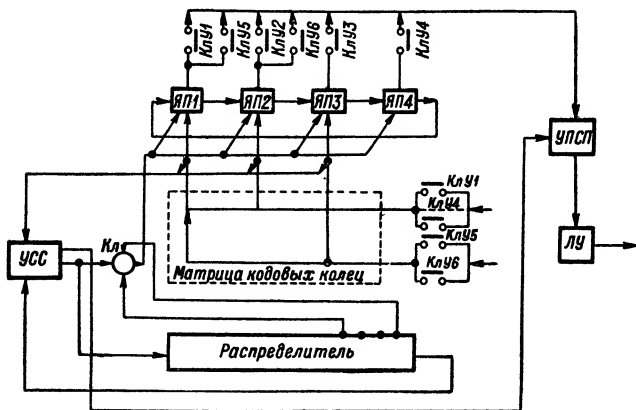 КлУ1
КлУ5
КлУ2
КлУ6
КлУ3
КлУ4
ЯП1
ЯП2
ЯП3
ЯП4
УПСП
КлУ1
КлУ4
КлУ5
КлУ6
ЛУ
УСС
Кл
Матрица кодовых колец
Распределитель